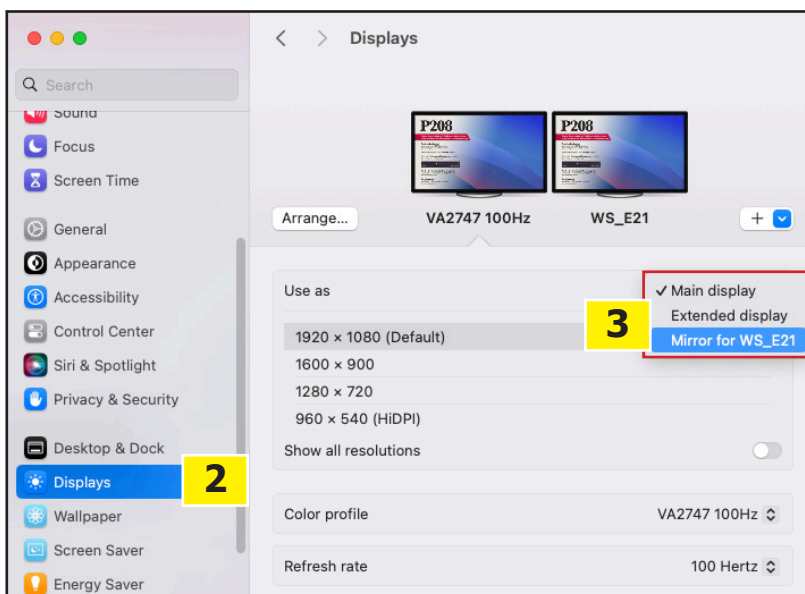 Displays
Search
Sound
Focus
Screen Time
General
Appearance
Accessibility
Control Center
Siri & Spotlight
Privacy & Security
Desktop & Dock
Displays
2
Wallpaper
Screen Saver
Energy Saver
P208
P208
Arrange...
VA2747 100Hz
WS_E21
+
Use as
✓ Main display
Extended display
Mirror for WS_E21
3
1920 × 1080 (Default)
1600 × 900
1280 × 720
960 × 540 (HiDPI)
Show all resolutions
Color profile
VA2747 100Hz
Refresh rate
100 Hertz